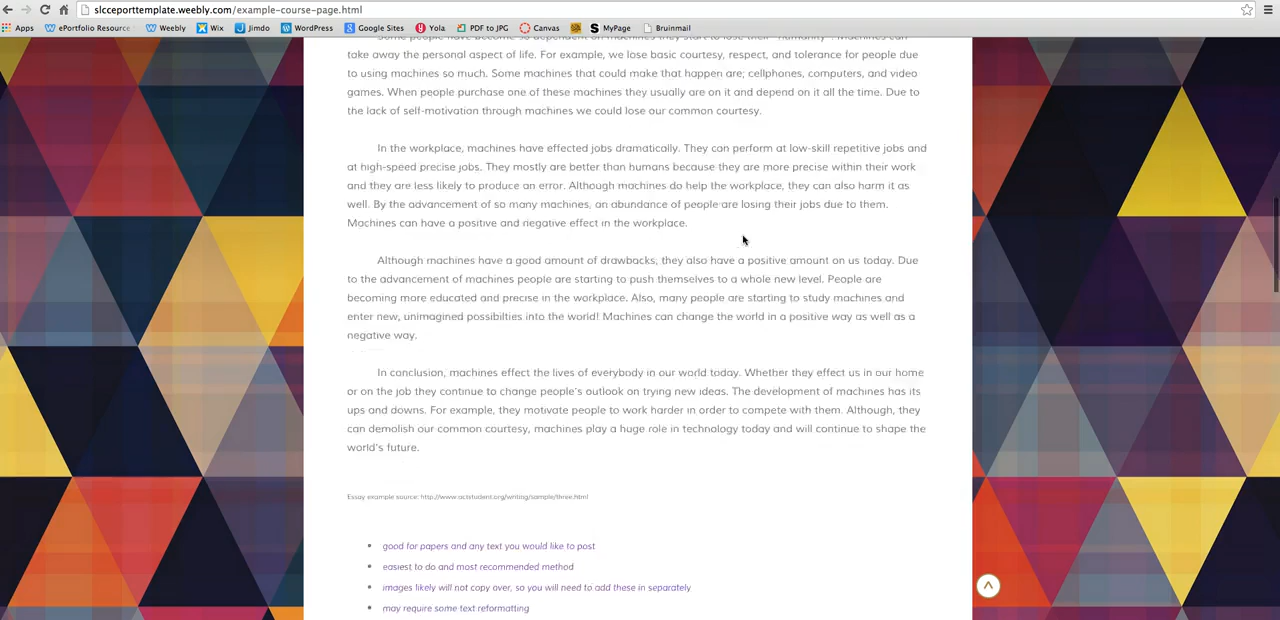 slcceporttemplate.weebly.com/example-course-page.html
Apps ePortfolio Resource Weebly Wix Jimdo WordPress Google Sites Yola PDF to JPG Canvas MyPage Bruinmail
Some people have become so dependent on machines they start to lose their "humanity". Machines can
take away the personal aspect of life. For example, we lose basic courtesy, respect, and tolerance for people due
to using machines so much. Some machines that could make that happen are; cellphones, computers, and video
games. When people purchase one of these machines they usually are on it and depend on it all the time. Due to
the lack of self-motivation through machines we could lose our common courtesy.
In the workplace, machines have effected jobs dramatically. They can perform at low-skill repetitive jobs and
at high-speed precise jobs. They mostly are better than humans because they are more precise within their work
and they are less likely to produce an error. Although machines do help the workplace, they can also harm it as
well. By the advancement of so many machines, an abundance of people are losing their jobs due to them.
Machines can have a positive and negative effect in the workplace.
Although machines have a good amount of drawbacks, they also have a positive amount on us today. Due
to the advancement of machines people are starting to push themselves to a whole new level. People are
becoming more educated and precise in the workplace. Also, many people are starting to study machines and
enter new, unimagined possibilties into the world! Machines can change the world in a positive way as well as a
negative way.
In conclusion, machines effect the lives of everybody in our world today. Whether they effect us in our home
or on the job they continue to change people's outlook on trying new ideas. The development of machines has its
ups and downs. For example, they motivate people to work harder in order to compete with them. Although, they
can demolish our common courtesy, machines play a huge role in technology today and will continue to shape the
world's future.
Essay example source: http://www.actstudent.org/writing/sample/three.html
good for papers and any text you would like to post
easiest to do and most recommended method
images likely will not copy over, so you will need to add these in separately
may require some text reformatting